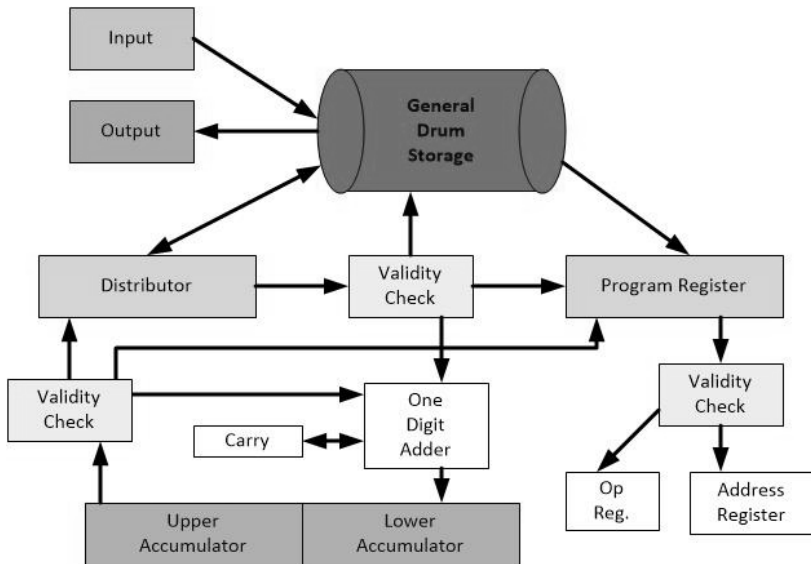 Input
Output
General
Drum
Storage
Distributor
Validity
Check
Program Register
Validity
Check
One
Digit
Adder
Carry
Validity
Check
Op
Reg.
Address
Register
Upper
Accumulator
Lower
Accumulator